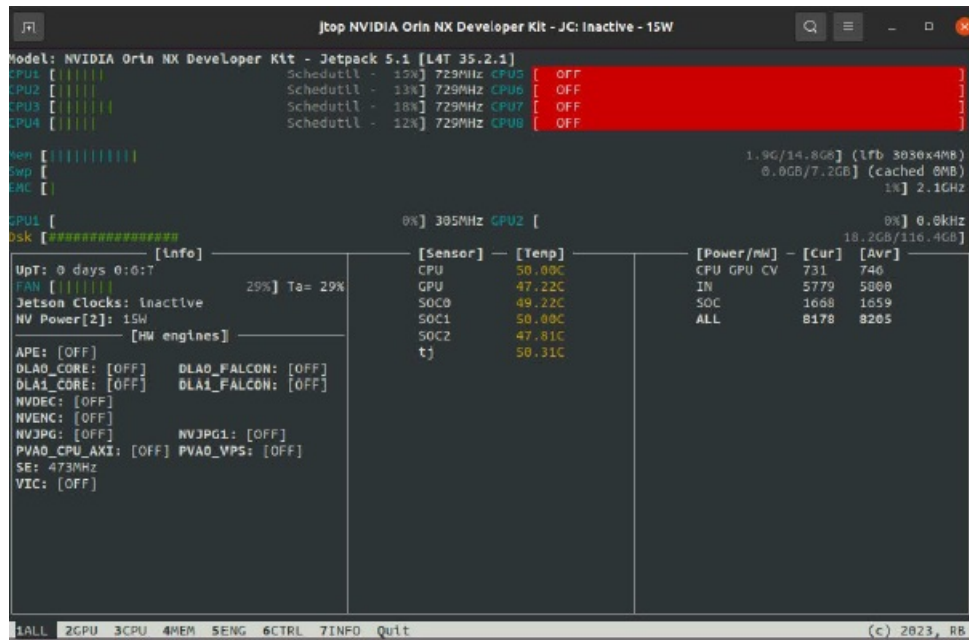 jtop NVIDIA Orin NX Developer Kit - JC: Inactive - 15W
Model: NVIDIA Orin NX Developer Kit - Jetpack 5.1 [L4T 35.2.1]
CPU1 [|||||| Schedutil - 15%] 729MHz CPU5 [ OFF ]
CPU2 [||||| Schedutil - 13%] 729MHz CPU6 [ OFF ]
CPU3 [||||||| Schedutil - 18%] 729MHz CPU7 [ OFF ]
CPU4 [||||| Schedutil - 12%] 729MHz CPU8 [ OFF ]
Mem [||||||||||| 1.9G/14.8GB] (lfb 3030x4MB)
Swp [ 0.0GB/7.2GB] (cached 0MB)
EMC [| 1%] 2.1GHz
GPU1 [ 0%] 305MHz GPU2 [ 0%] 0.0kHz
Dsk [################ 18.2GB/116.4GB]
[info] [Sensor] [Temp] [Power/mW] [Cur] [Avr]
UpT: 0 days 0:6:7 CPU 50.00C CPU GPU CV 731 746
FAN [||||||| 29%] Ta= 29% GPU 47.22C IN 5779 5800
Jetson Clocks: inactive SOC0 49.22C SOC 1668 1659
NV Power[2]: 15W SOC1 50.00C ALL 8178 8205
[HW engines] SOC2 47.81C
APE: [OFF] tj 50.31C
DLA0_CORE: [OFF] DLA0_FALCON: [OFF]
DLA1_CORE: [OFF] DLA1_FALCON: [OFF]
NVDEC: [OFF]
NVENC: [OFF]
NVJPG: [OFF] NVJPG1: [OFF]
PVA0_CPU_AXI: [OFF] PVA0_VPS: [OFF]
SE: 473MHz
VIC: [OFF]
1ALL 2GPU 3CPU 4MEM 5ENG 6CTRL 7INFO Quit (c) 2023, RB